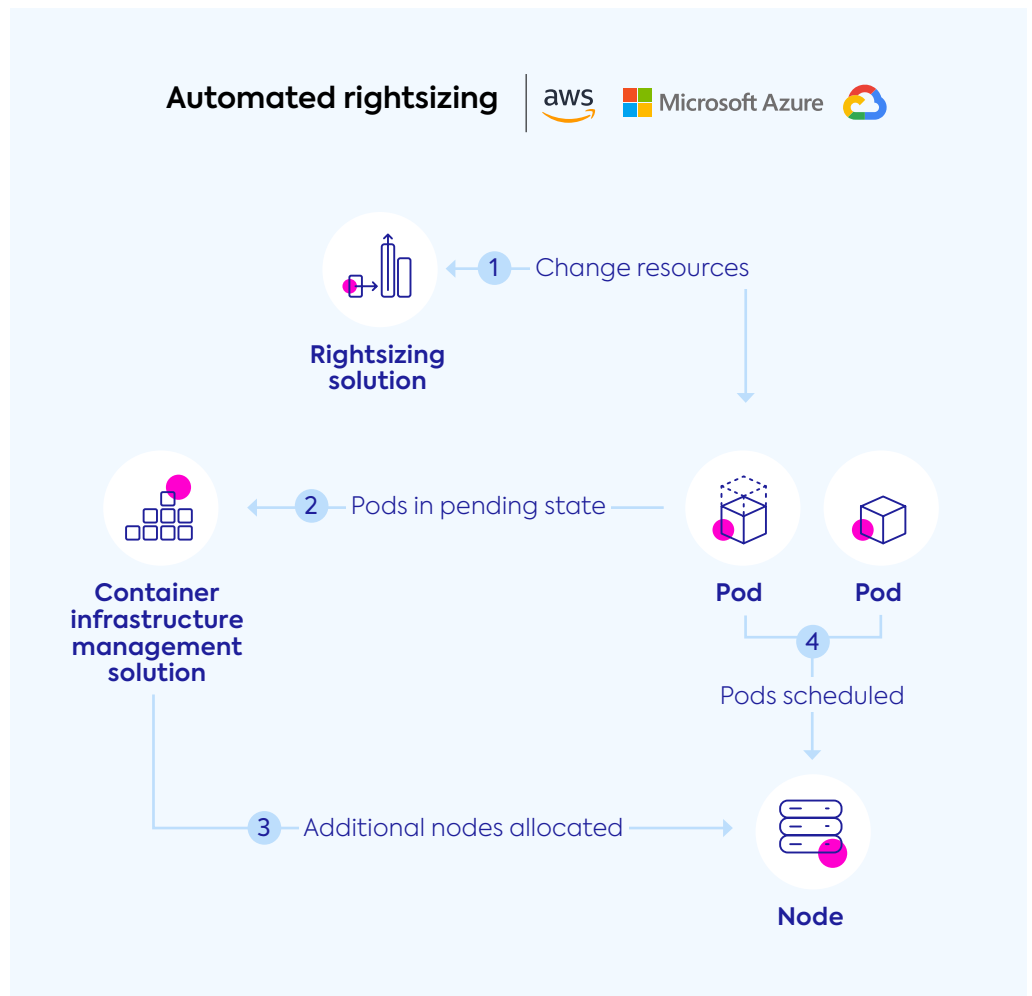 Automated rightsizing
aws
Microsoft Azure
1
Change resources
Rightsizing
solution
2
Pods in pending state
Container
infrastructure
management
solution
Pod
Pod
4
Pods scheduled
3
Additional nodes allocated
Node